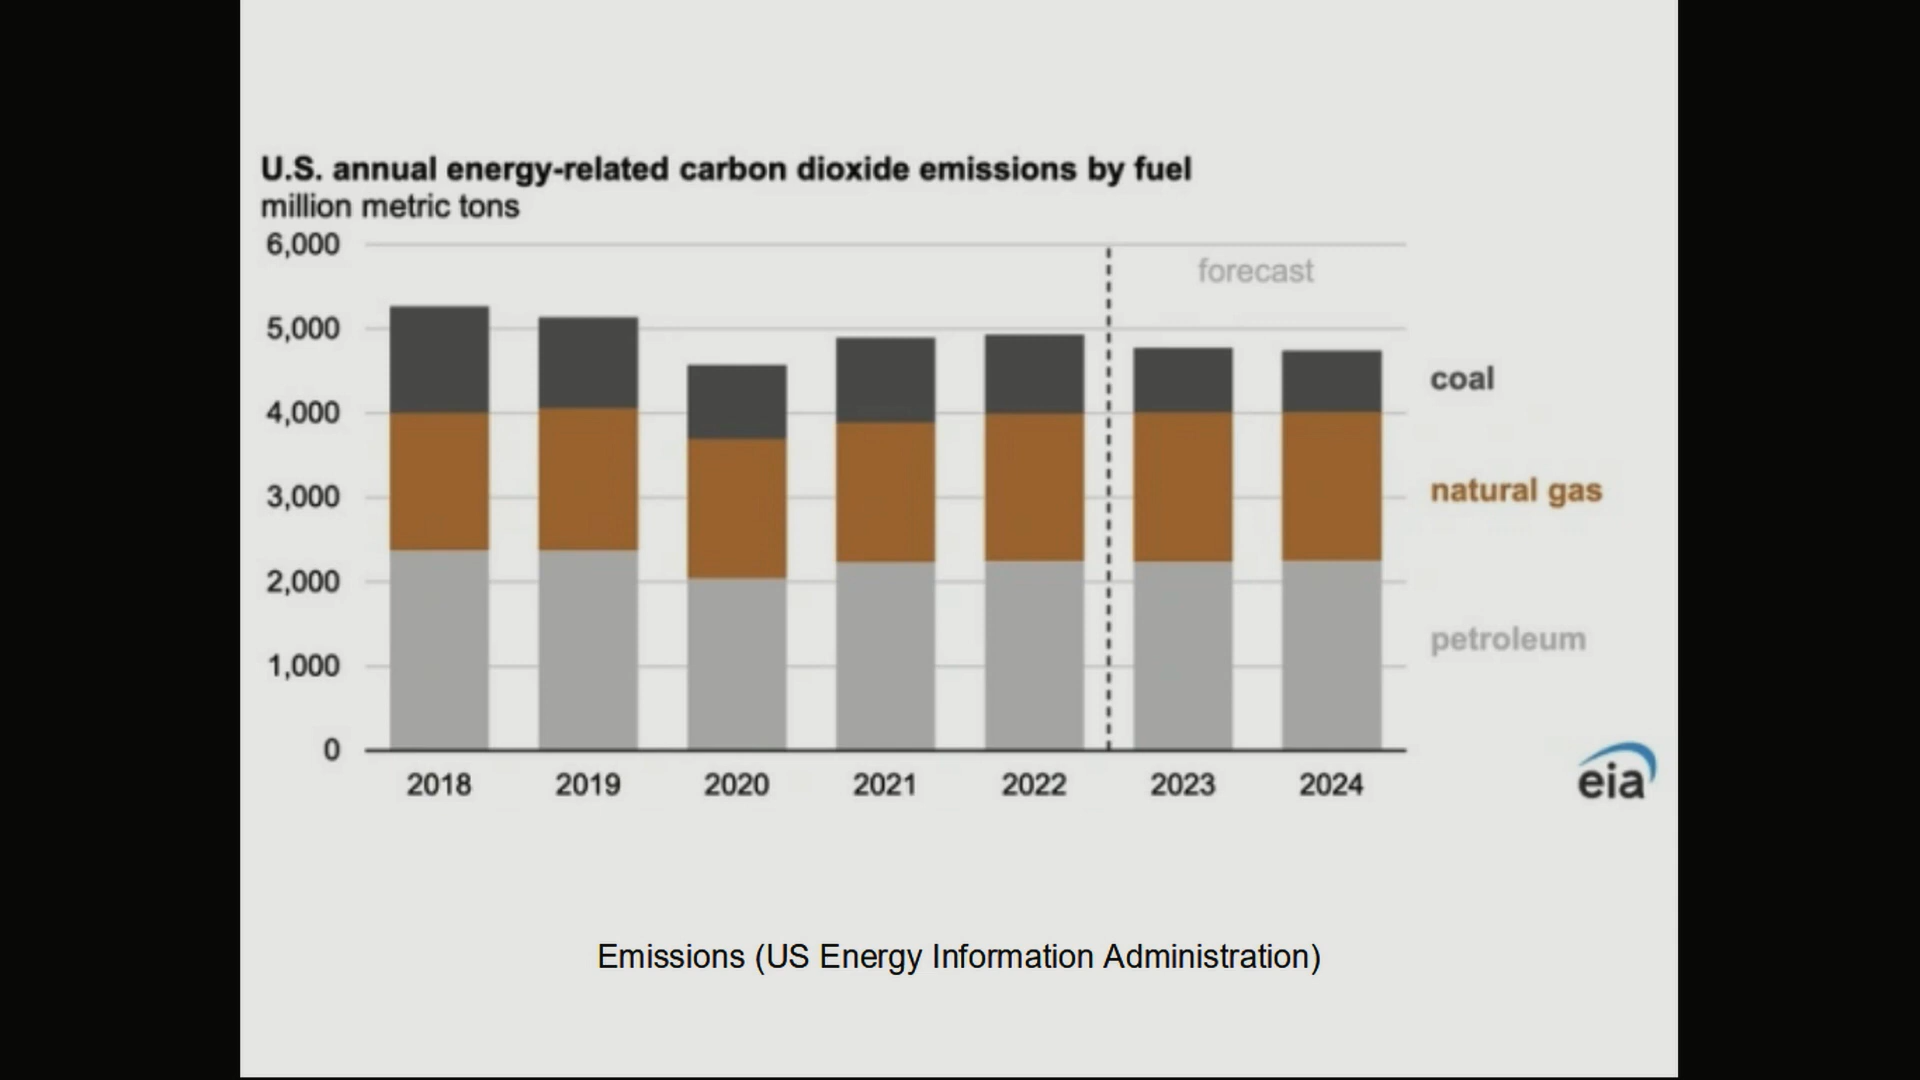 U.S. annual energy-related carbon dioxide emissions by fuel
million metric tons
6,000
forecast
5,000
coal
4,000
natural gas
3,000
2,000
petroleum
1,000
0
2018 2019 2020 2021 2022 2023 2024
eia
Emissions (US Energy Information Administration)